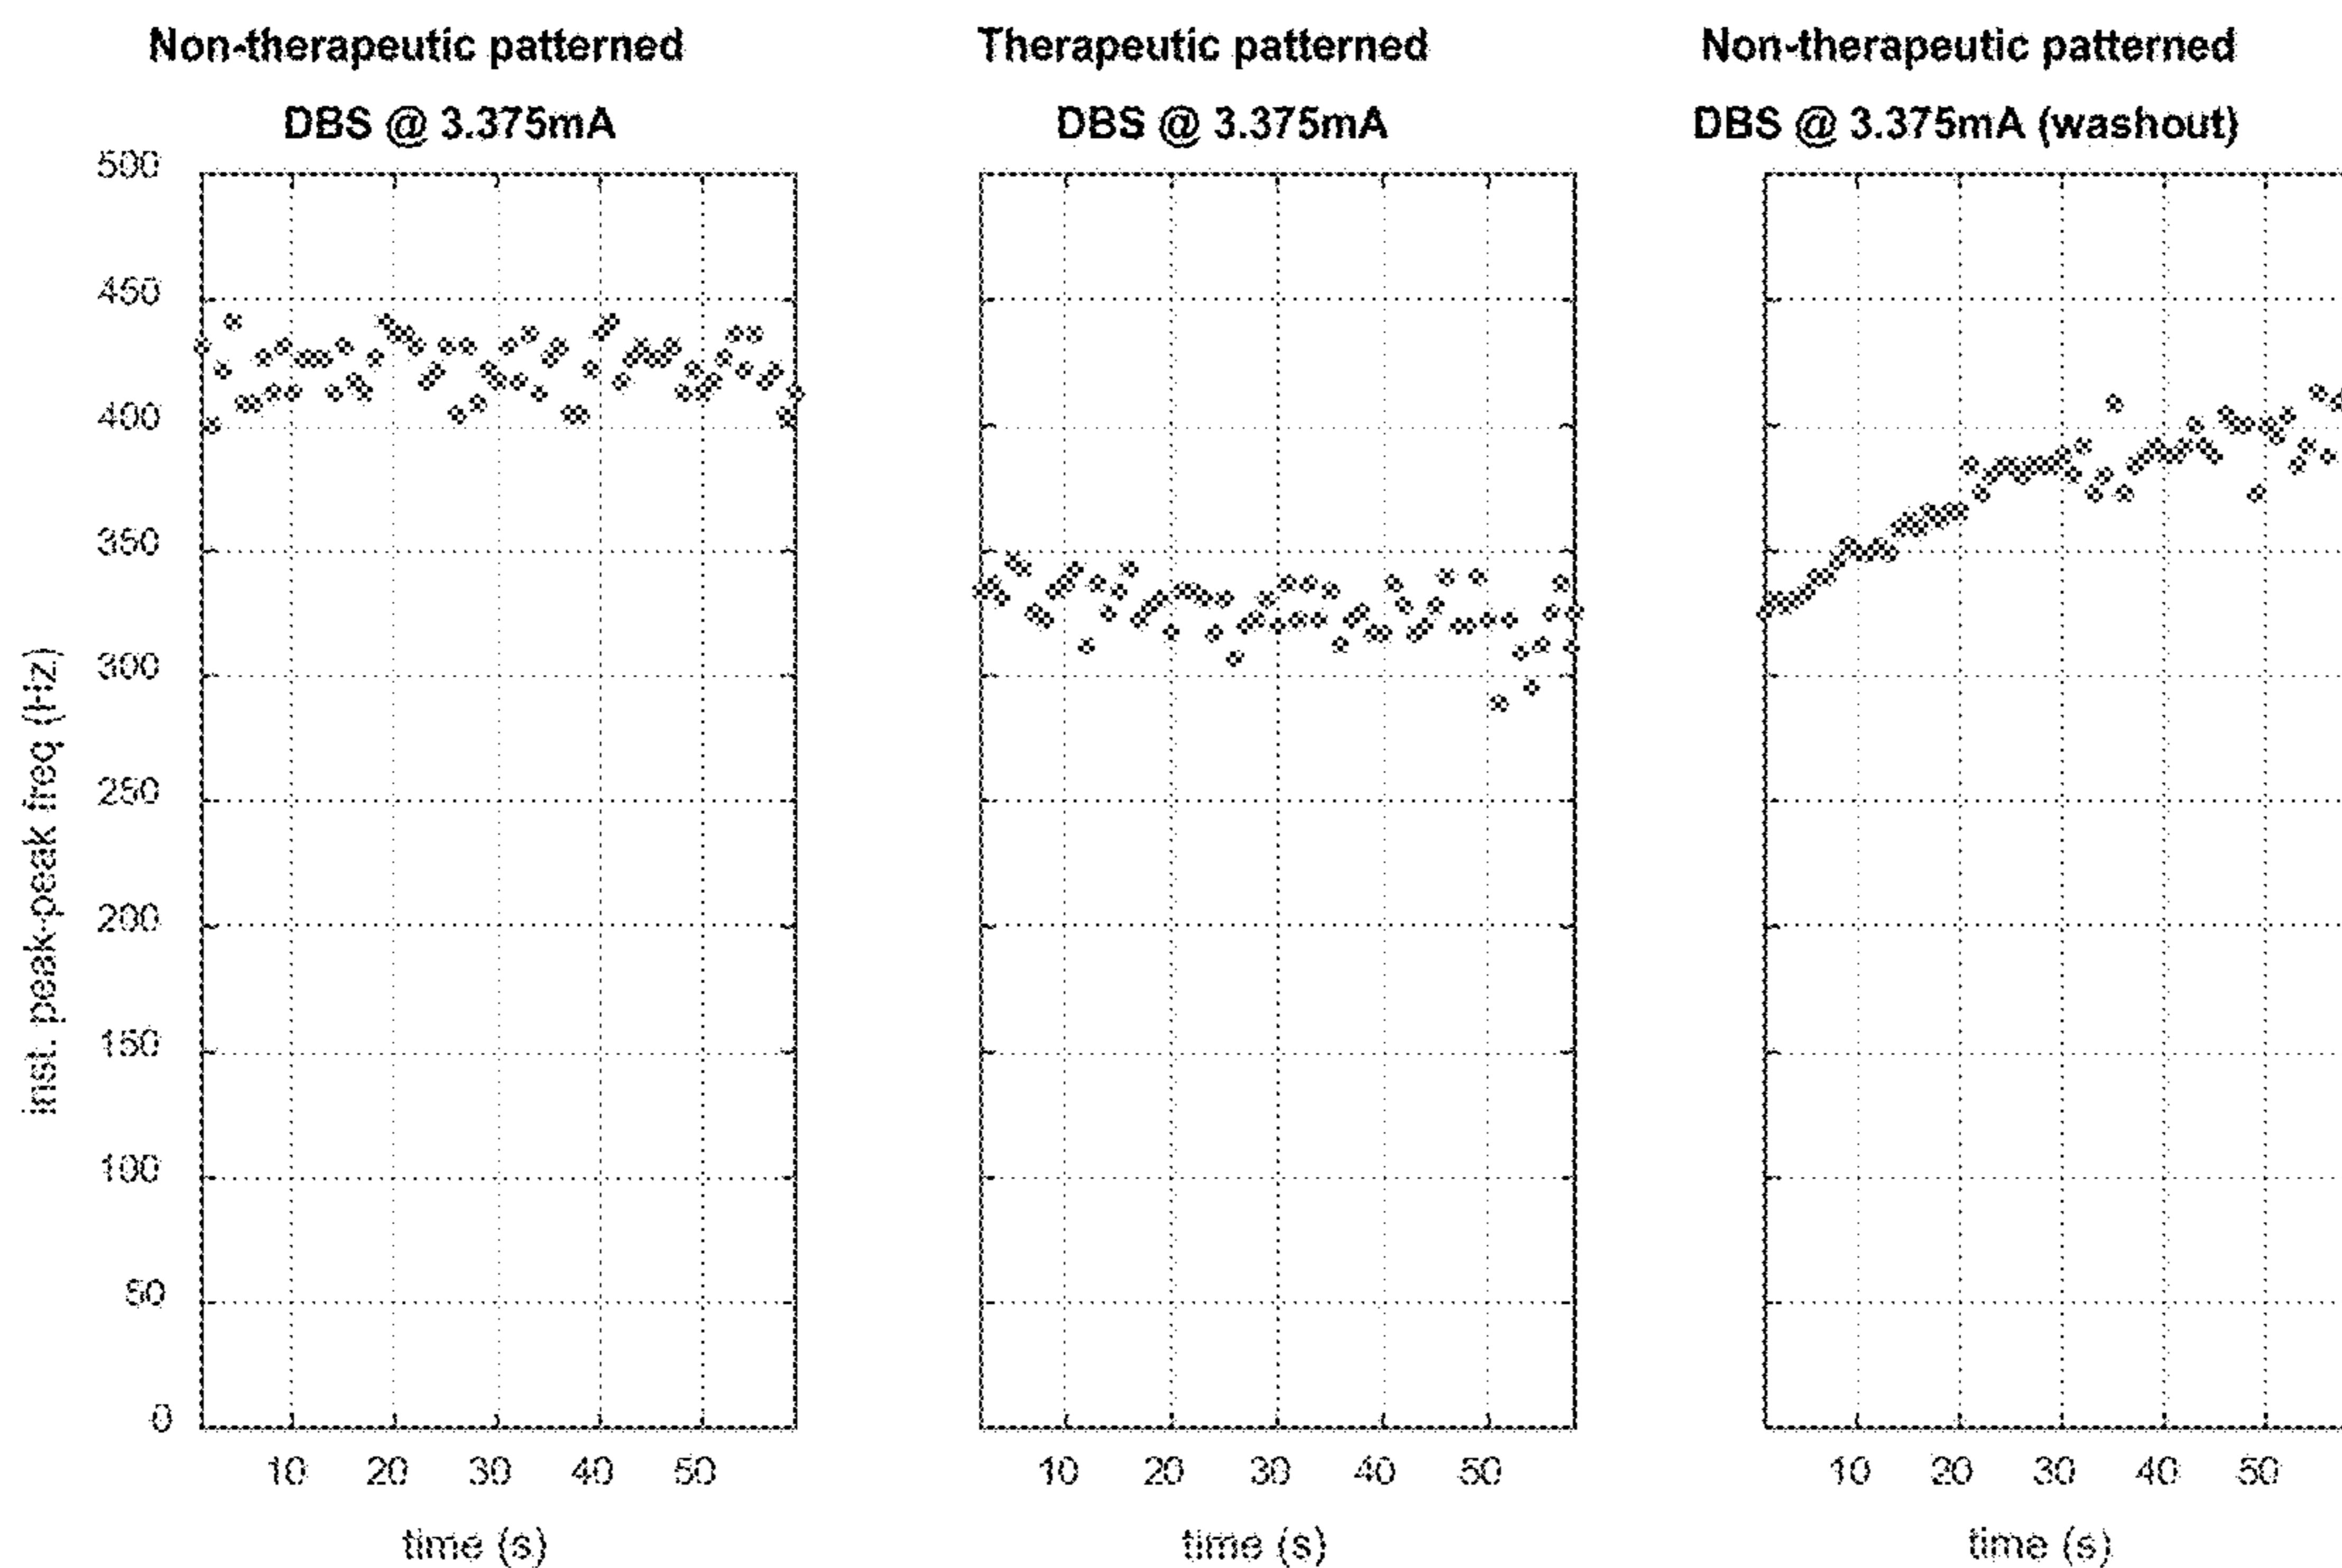 Non-therapeutic patterned
DBS @ 3.375mA
Therapeutic patterned
DBS @ 3.375mA
Non-therapeutic patterned
DBS @ 3.375mA (washout)
inst. peak-peak freq (Hz)
500
450
400
350
300
250
200
150
100
50
0
10 20 30 40 50
time (s)
10 20 30 40 50
time (s)
10 20 30 40 50
time (s)